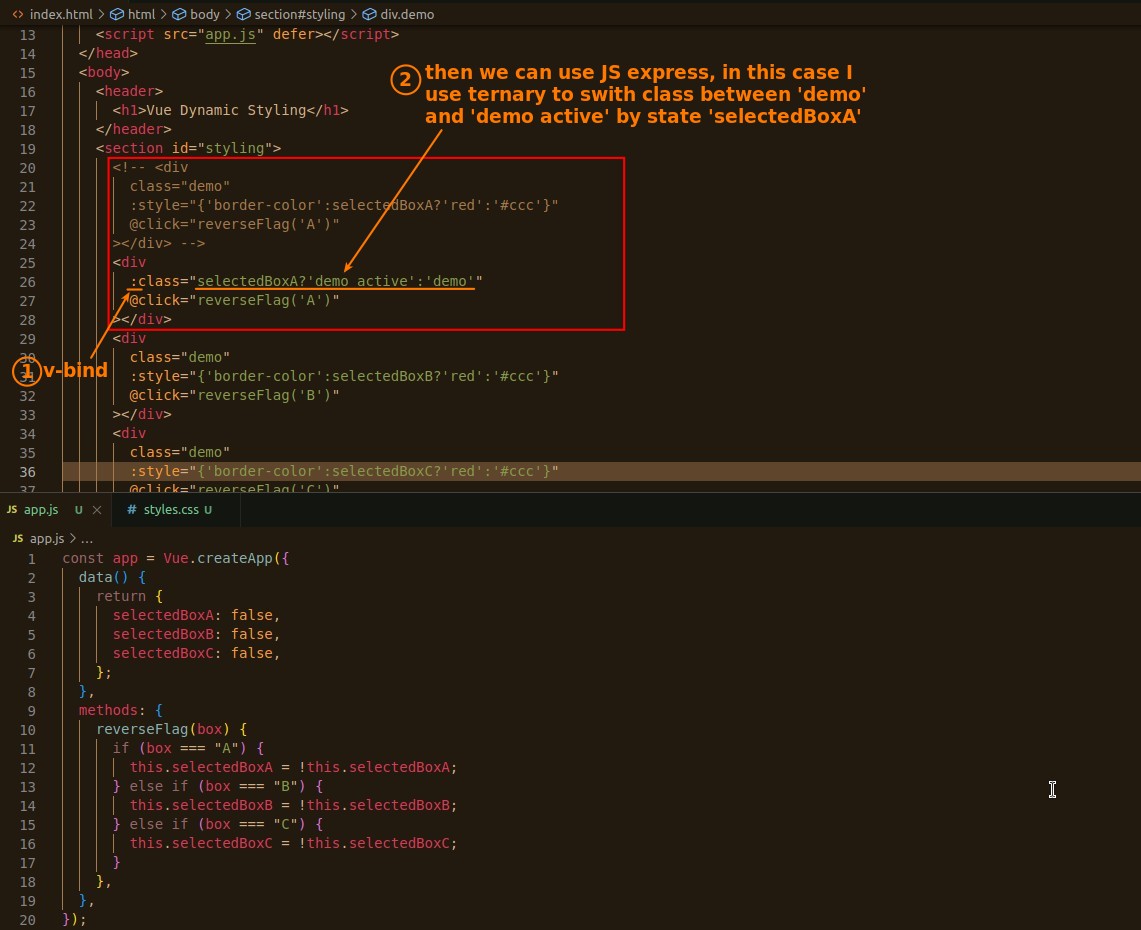 index.html > html > body > section#styling > div.demo
13 <script src="app.js" defer></script>
14 </head>
15 <body>
16 <header>
17 <h1>Vue Dynamic Styling</h1>
18 </header>
19 <section id="styling">
2 then we can use JS express, in this case I
use ternary to swith class between 'demo'
and 'demo active' by state 'selectedBoxA'
20 <!-- <div
21 class="demo"
22 :style="{'border-color':selectedBoxA?'red':'#ccc'}"
23 @click="reverseFlag('A')"
24 ></div> -->
25 <div
26 :class="selectedBoxA?'demo active':'demo'"
27 @click="reverseFlag('A')"
28 ></div>
29 <div
30 class="demo"
1 v-bind
31 :style="{'border-color':selectedBoxB?'red':'#ccc'}"
32 @click="reverseFlag('B')"
33 ></div>
34 <div
35 class="demo"
36 :style="{'border-color':selectedBoxC?'red':'#ccc'}"
37 @click="reverseFlag('C')"
JS app.js U # styles.css U
JS app.js > ...
1 const app = Vue.createApp({
2 data() {
3 return {
4 selectedBoxA: false,
5 selectedBoxB: false,
6 selectedBoxC: false,
7 };
8 },
9 methods: {
10 reverseFlag(box) {
11 if (box === "A") {
12 this.selectedBoxA = !this.selectedBoxA;
13 } else if (box === "B") {
14 this.selectedBoxB = !this.selectedBoxB;
15 } else if (box === "C") {
16 this.selectedBoxC = !this.selectedBoxC;
17 }
18 },
19 },
20 });